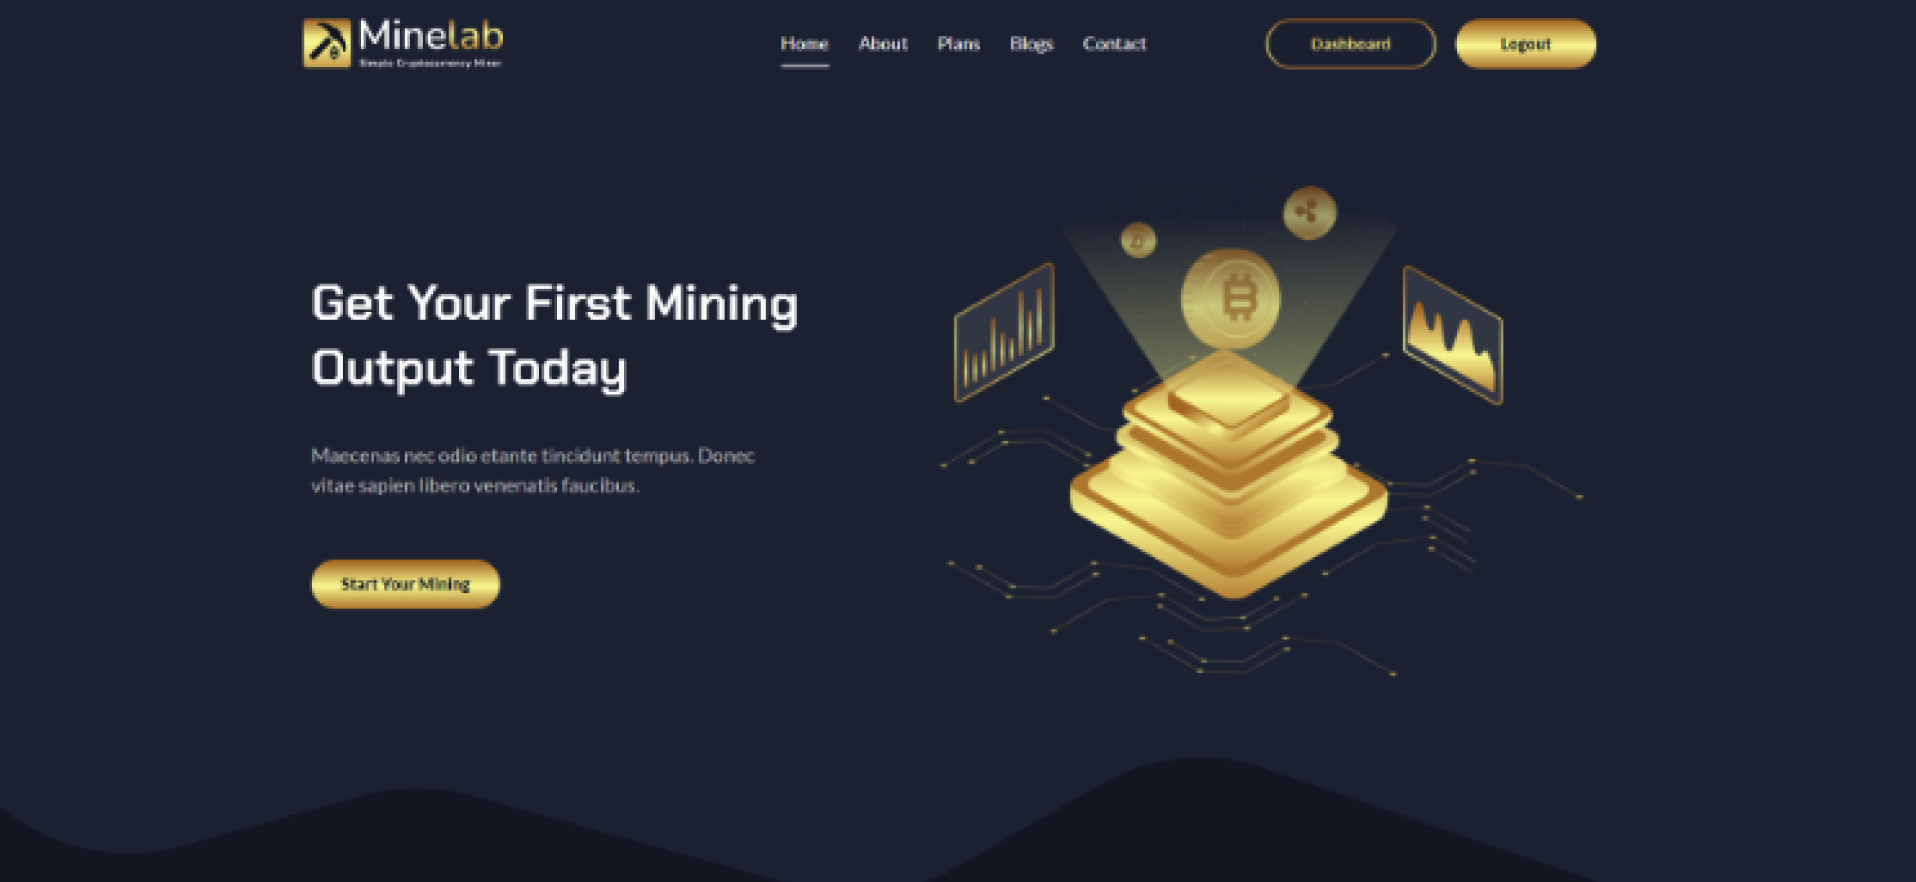 Minelab
Simple Cryptocurrency Miner
Home
About
Plans
Blogs
Contact
Dashboard
Logout
Get Your First Mining
Output Today
Maecenas nec odio etante tincidunt tempus. Donec
vitae sapien libero venenatis faucibus.
Start Your Mining